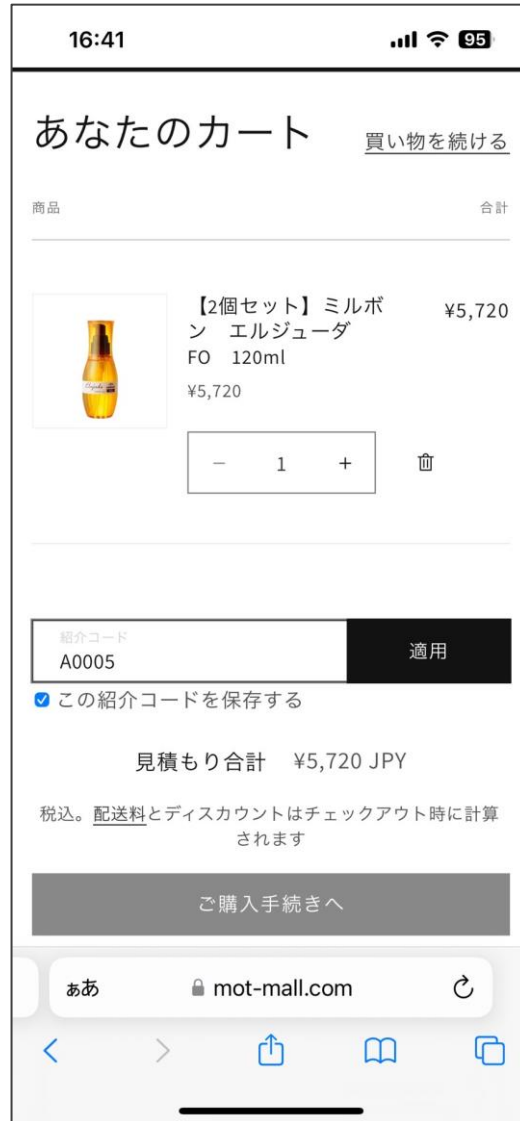 16:41
95
あなたのカート
買い物を続ける
商品
合計
【2個セット】ミルボ
ン　エルジューダ
FO　120ml
¥5,720
¥5,720
− 1 +
紹介コード
A0005
適用
この紹介コードを保存する
見積もり合計 ¥5,720 JPY
税込。配送料とディスカウントはチェックアウト時に計算
されます
ご購入手続きへ
ぁあ
mot-mall.com